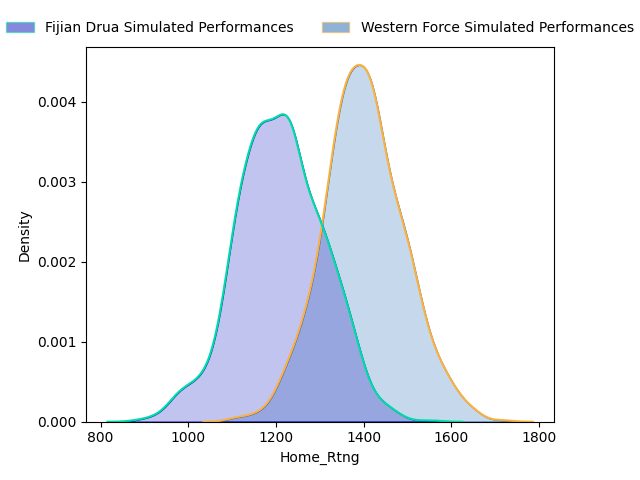 Fijian Drua Simulated Performances Western Force Simulated Performances
0.004
0.003
0.002
0.001
0.000
Density
800 1000 1200 1400 1600 1800
Home_Rtng